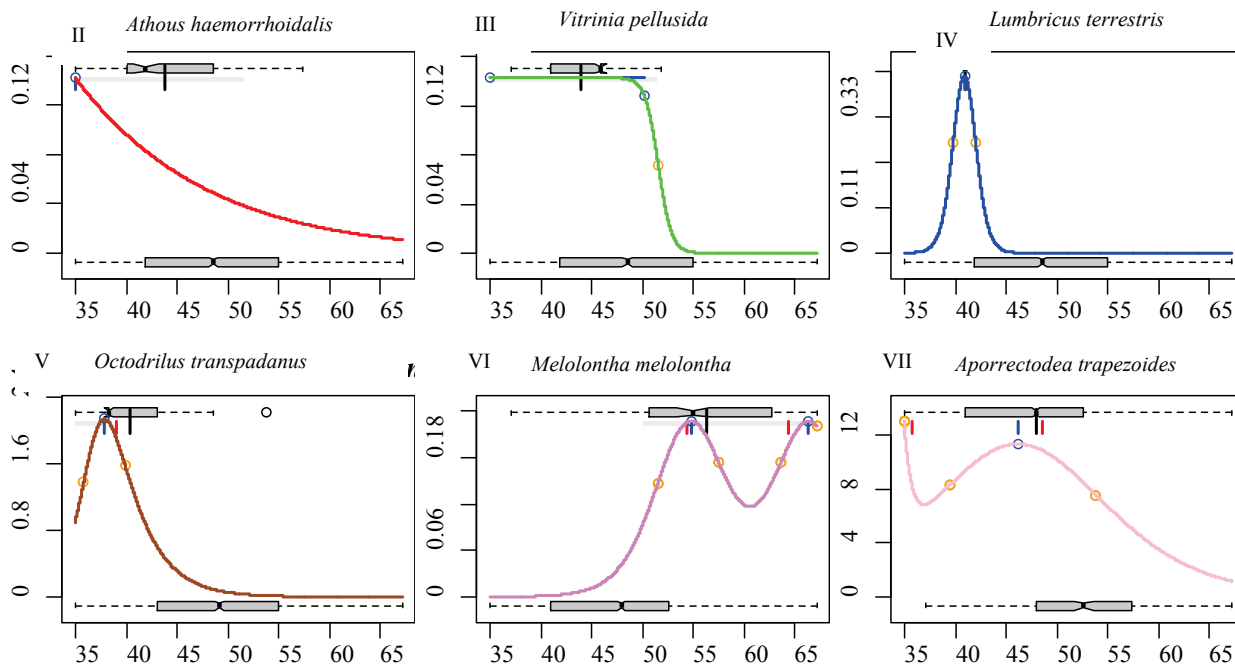 II Athous haemorrhoidalis
III Vitrinia pellusida
IV Lumbricus terrestris
0.12
0.04
0
35 40 45 50 55 60 65
0.12
0.04
0
35 40 45 50 55 60 65
0.33
0.11
0
35 40 45 50 55 60 65
V Octodrilus transpadanus
VI Melolontha melolontha
VII Aporrectodea trapezoides
1.6
0.8
0
35 40 45 50 55 60 65
0.18
0.06
0
35 40 45 50 55 60 65
12
8
4
0
35 40 45 50 55 60 65